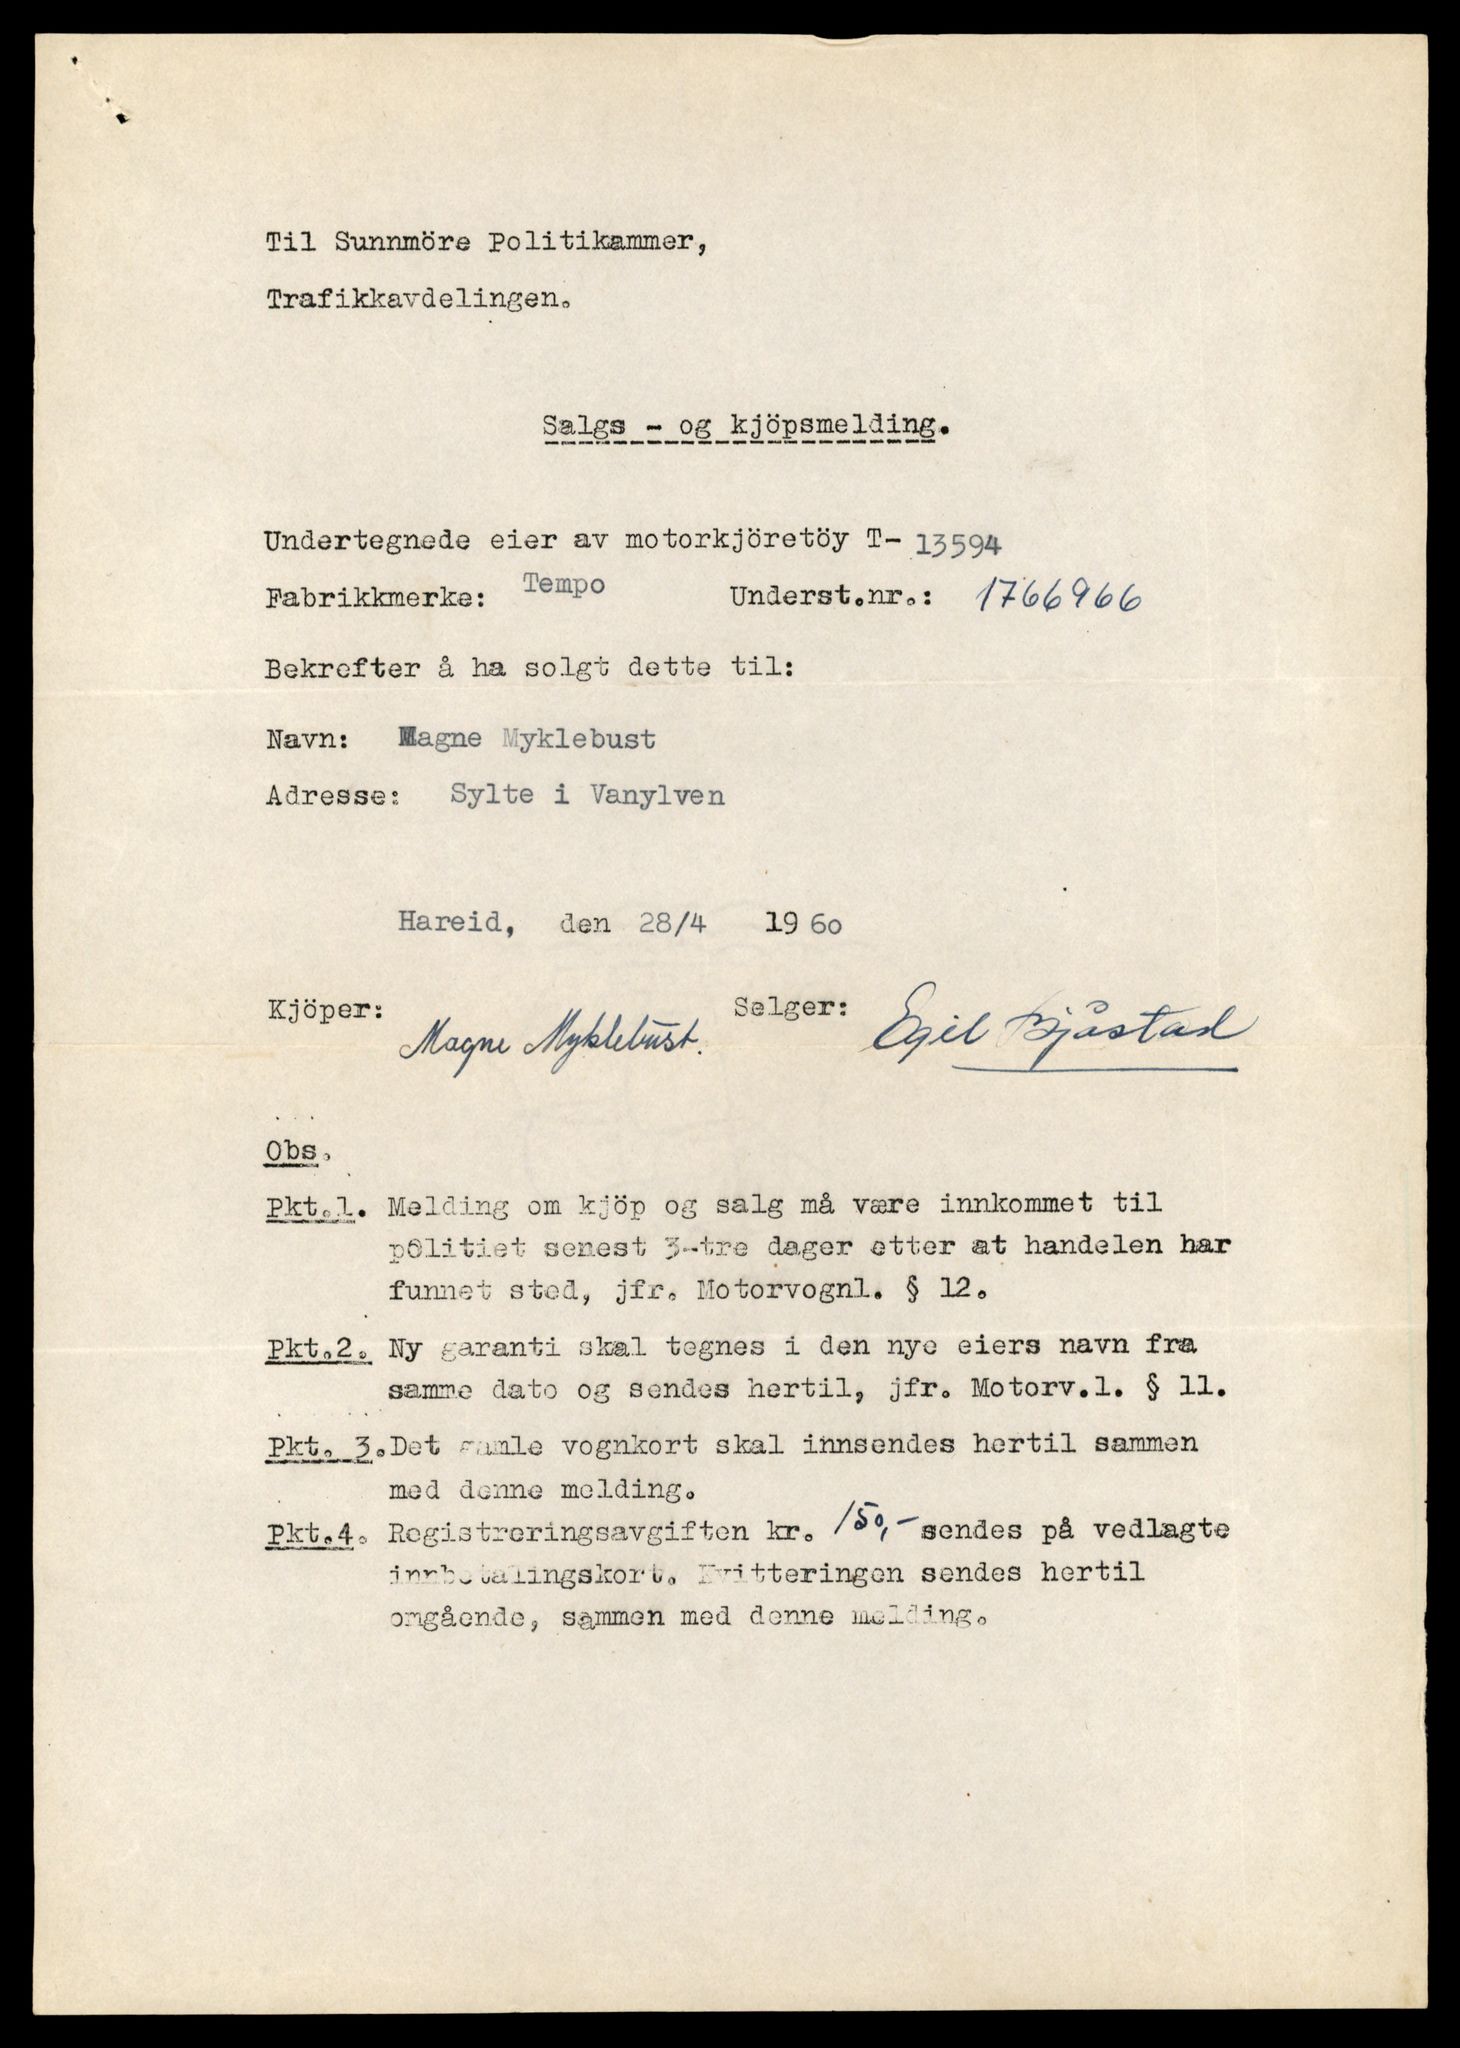 Til Sunnmöre Politikammer,
Trafikkavdelingen.
Salgs - og kjöpsmelding.
Undertegnede eier av motorkjöretöy T- 13594
Fabrikkmerke: Tempo Underst.nr.: 1766966
Bekrefter å ha solgt dette til:
Navn: Magne Myklebust
Adresse: Sylte i Vanylven
Hareid, den 28/4 1960
Kjöper: Magne Myklebust. Selger: Egil Bjåstad
Obs.
Pkt.1. Melding om kjöp og salg må være innkommet til
politiet senest 3-tre dager etter at handelen har
funnet sted, jfr. Motorvognl. § 12.
Pkt.2. Ny garanti skal tegnes i den nye eiers navn fra
samme dato og sendes hertil, jfr. Motorv.l. § 11.
Pkt. 3. Det gamle vognkort skal innsendes hertil sammen
med denne melding.
Pkt.4. Registreringsavgiften kr. 150,- sendes på vedlagte
innbetalingskort. Kvitteringen sendes hertil
omgående, sammen med denne melding.